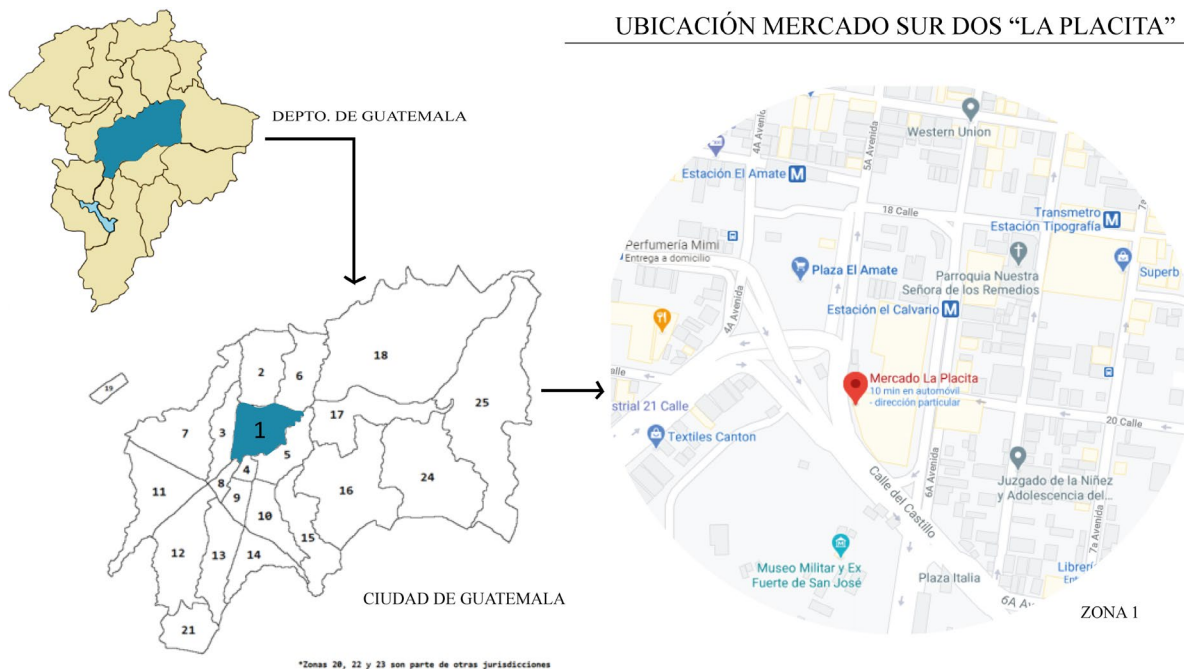 UBICACIÓN MERCADO SUR DOS “LA PLACITA”
DEPTO. DE GUATEMALA
18
2
6
25
19
17
7
3
1
5
4
24
8
11
16
9
10
15
12
13
14
21
CIUDAD DE GUATEMALA
*Zonas 20, 22 y 23 son parte de otras jurisdicciones
4A Avenida
5A Avenida
Western Union
Estación El Amate
M
18 Calle
Transmetro
Estación Tipografía
M
7a
Perfumería Mimi
Entrega a domicilio
Plaza El Amate
Parroquia Nuestra
Señora de los Remedios
Superb
4A Avenida
Estación el Calvario
M
Mercado La Placita
10 min en automóvil
- dirección particular
Calle
strial 21 Calle
20 Calle
Textiles Canton
6A Avenida
Calle del Castillo
Juzgado de la Niñez
y Adolescencia del...
7a Avenida
Museo Militar y Ex
Fuerte de San José
Plaza Italia
Librerí
Ent
6A Av
ZONA 1